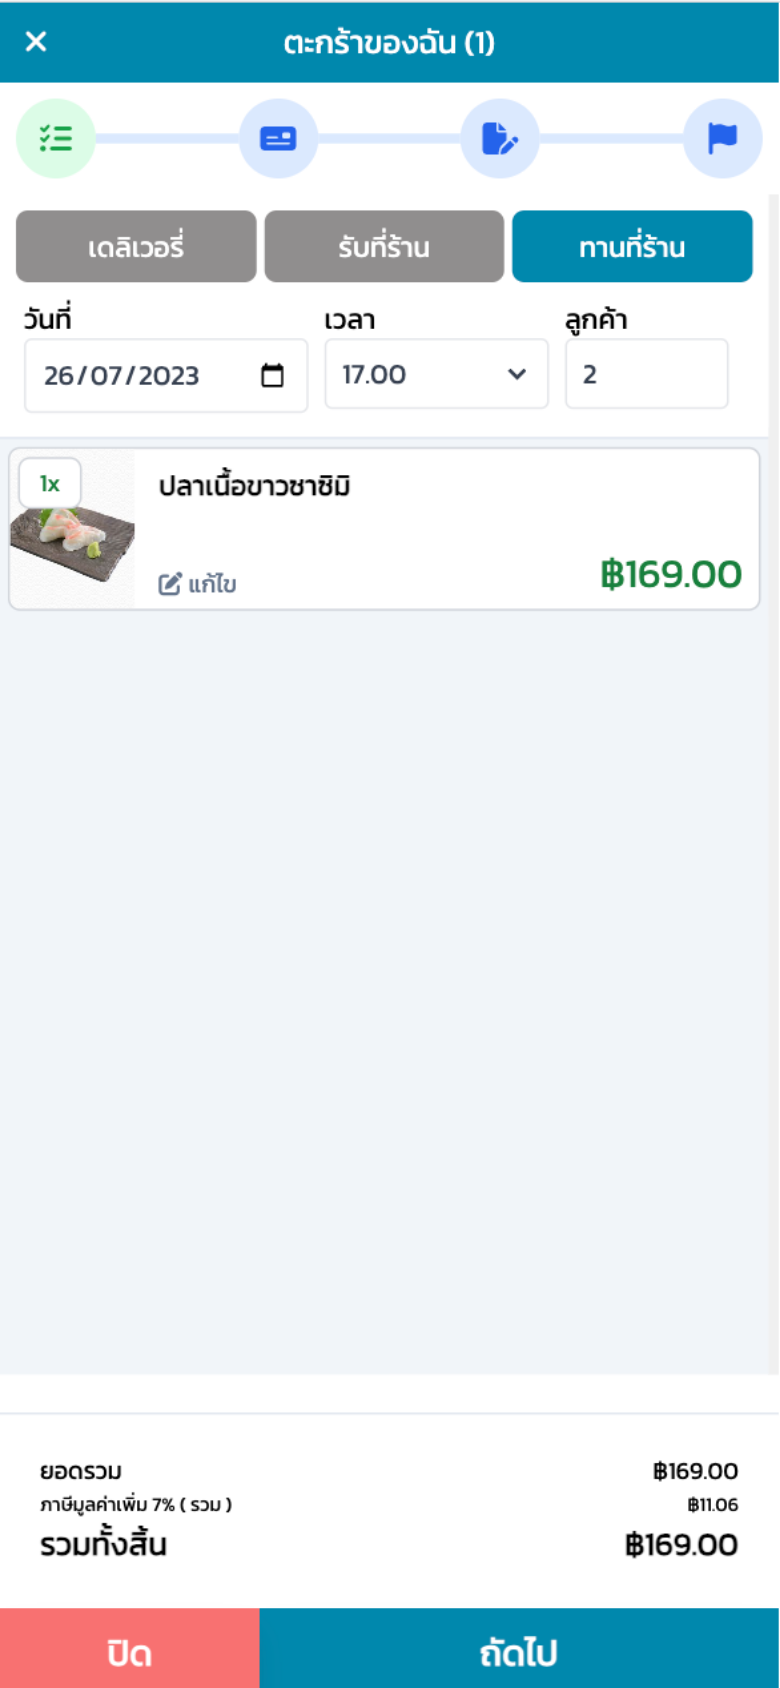 ตะกร้าของฉัน (1)
เดลิเวอรี่ รับที่ร้าน ทานที่ร้าน
วันที่ เวลา ลูกค้า
26/07/2023 17.00 2
1x ปลาเนื้อขาวซาซิมิ
แก้ไข ฿169.00
ยอดรวม ฿169.00
ภาษีมูลค่าเพิ่ม 7% ( รวม ) ฿11.06
รวมทั้งสิ้น ฿169.00
ปิด ถัดไป